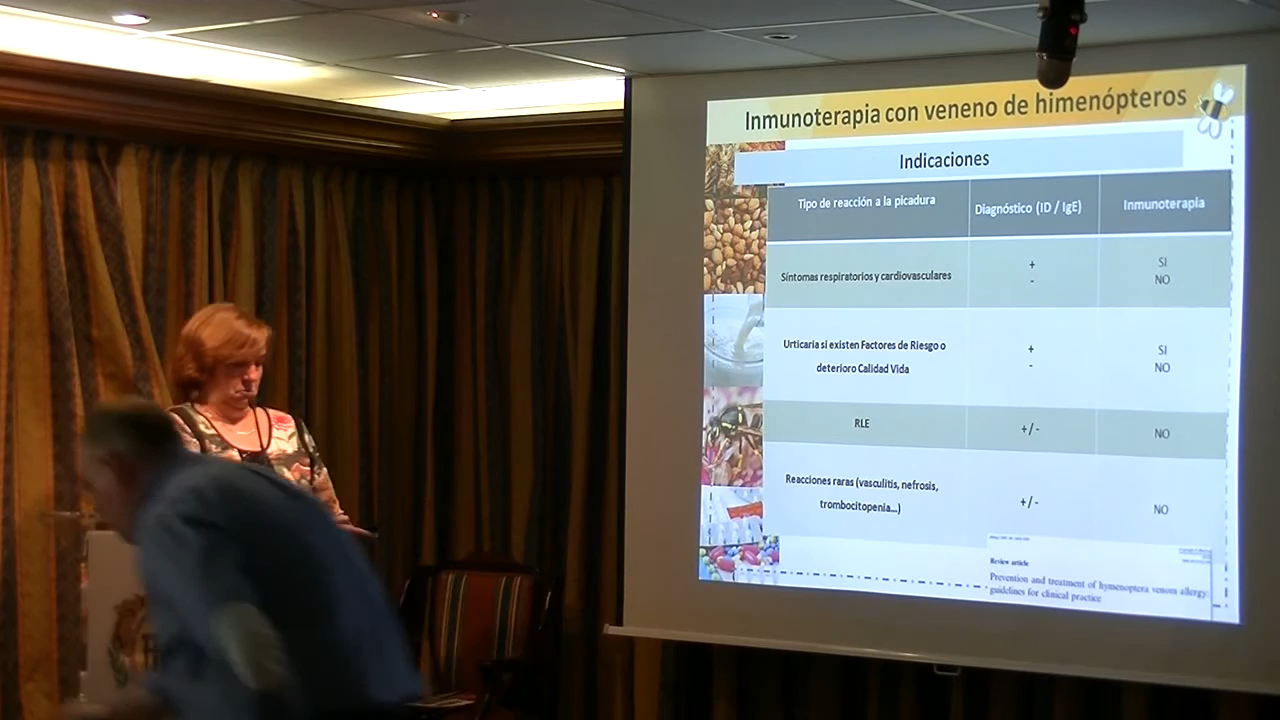 Inmunoterapia con veneno de himenópteros
Indicaciones
Tipo de reacción a la picadura
Diagnóstico (ID / IgE)
Inmunoterapia
Síntomas respiratorios y cardiovasculares
+
-
SI
NO
Urticaria si existen Factores de Riesgo o
deterioro Calidad Vida
+
-
SI
NO
RLE
+/-
NO
Reacciones raras (vasculitis, nefrosis,
trombocitopenia...)
+/-
NO
Review article
Prevention and treatment of hymenoptera venom allergy:
guidelines for clinical practice